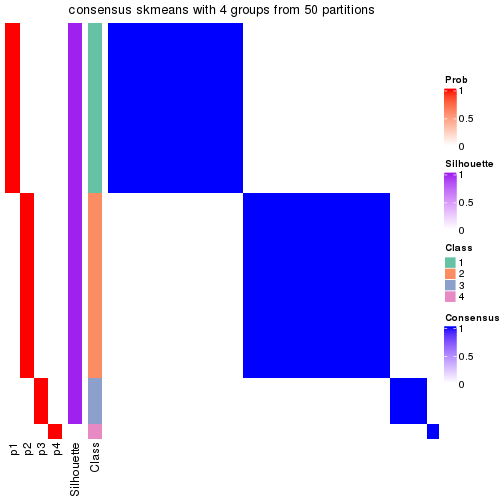 consensus skmeans with 4 groups from 50 partitions
Prob
1
0.5
0
Silhouette
1
0.5
0
Class
1
2
3
4
Consensus
1
0.5
0
p1
p2
p3
p4
Silhouette
Class